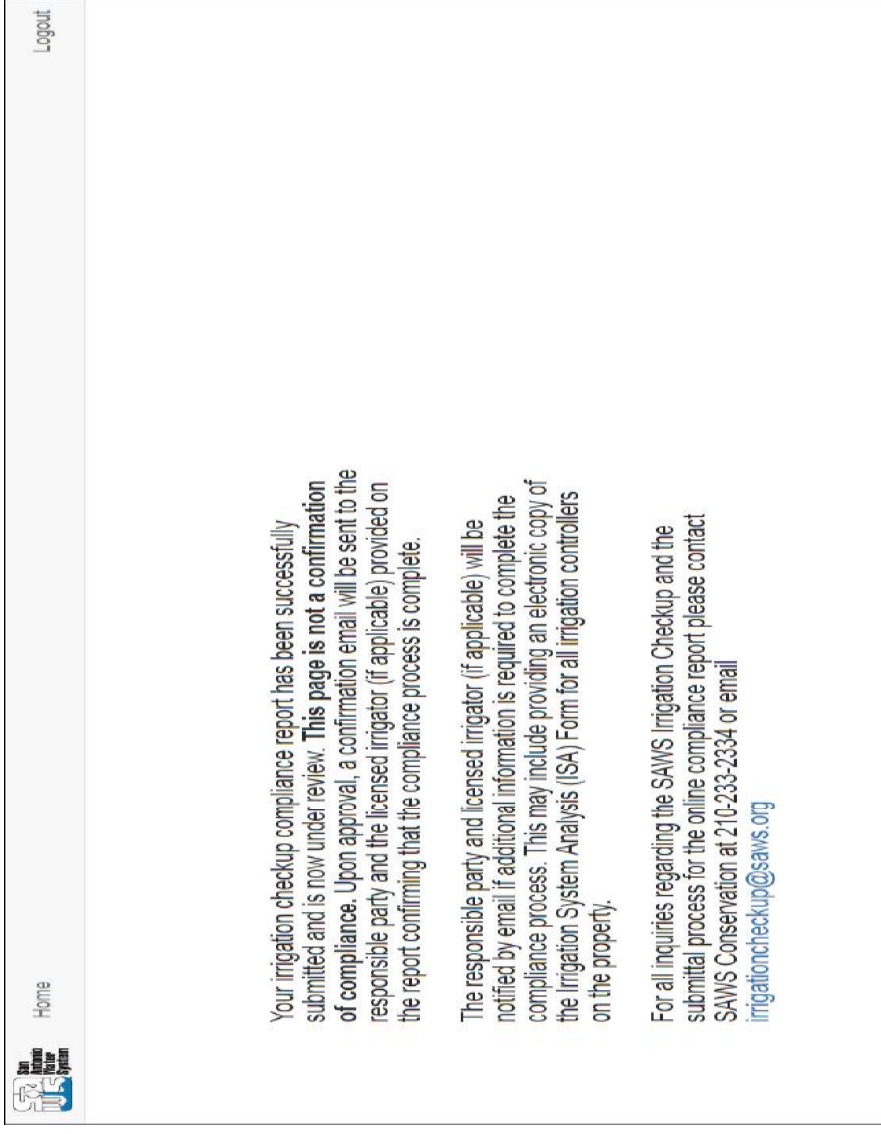 San
Antonio
Water
System
Home
Logout
Your irrigation checkup compliance report has been successfully
submitted and is now under review. This page is not a confirmation
of compliance. Upon approval, a confirmation email will be sent to the
responsible party and the licensed irrigator (if applicable) provided on
the report confirming that the compliance process is complete.
The responsible party and licensed irrigator (if applicable) will be
notified by email if additional information is required to complete the
compliance process. This may include providing an electronic copy of
the Irrigation System Analysis (ISA) Form for all irrigation controllers
on the property.
For all inquiries regarding the SAWS Irrigation Checkup and the
submittal process for the online compliance report please contact
SAWS Conservation at 210-233-2334 or email
irrigationcheckup@saws.org